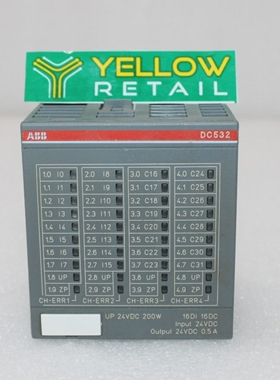 YELLOW
RETAIL
ABB
DC532
1.0 I0 2.0 I8 3.0 C16 4.0 C24
1.1 I1 2.1 I9 3.1 C17 4.1 C25
1.2 I2 2.2 I10 3.2 C18 4.2 C26
1.3 I3 2.3 I11 3.3 C19 4.3 C27
1.4 I4 2.4 I12 3.4 C20 4.4 C28
1.5 I5 2.5 I13 3.5 C21 4.5 C29
1.6 I6 2.6 I14 3.6 C22 4.6 C30
1.7 I7 2.7 I15 3.7 C23 4.7 C31
1.8 UP 2.8 UP 3.8 UP 4.8 UP
1.9 ZP 2.9 ZP 3.9 ZP 4.9 ZP
CH-ERR1 CH-ERR2 CH-ERR3 CH-ERR4
UP 24VDC 200W 16DI 16DC
Input 24VDC
Output 24VDC 0.5A